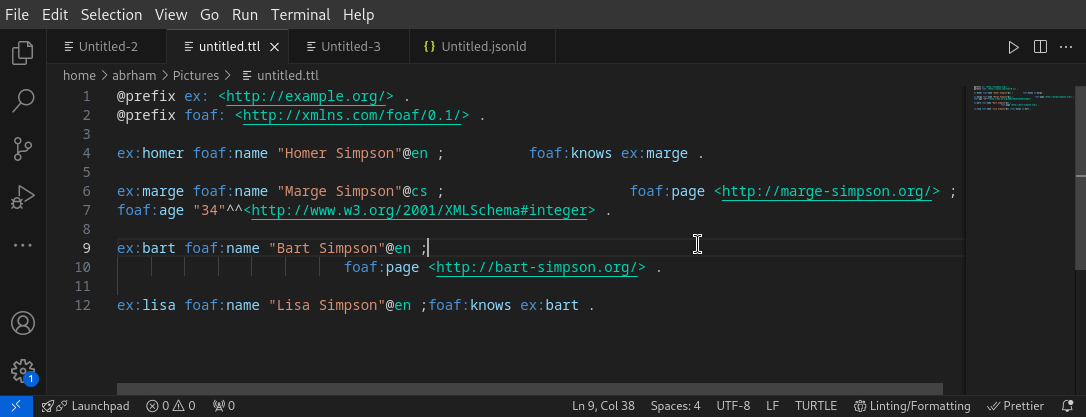 File Edit Selection View Go Run Terminal Help
Untitled-2 untitled.ttl Untitled-3 {} Untitled.jsonld
home > abrham > Pictures > untitled.ttl
1 @prefix ex: <http://example.org/> .
2 @prefix foaf: <http://xmlns.com/foaf/0.1/> .
3
4 ex:homer foaf:name "Homer Simpson"@en ; foaf:knows ex:marge .
5
6 ex:marge foaf:name "Marge Simpson"@cs ; foaf:page <http://marge-simpson.org/> ;
7 foaf:age "34"^^<http://www.w3.org/2001/XMLSchema#integer> .
8
9 ex:bart foaf:name "Bart Simpson"@en ;
10 foaf:page <http://bart-simpson.org/> .
11
12 ex:lisa foaf:name "Lisa Simpson"@en ;foaf:knows ex:bart .
1
Launchpad 0 0 0 Ln 9, Col 38 Spaces: 4 UTF-8 LF TURTLE Linting/Formatting Prettier